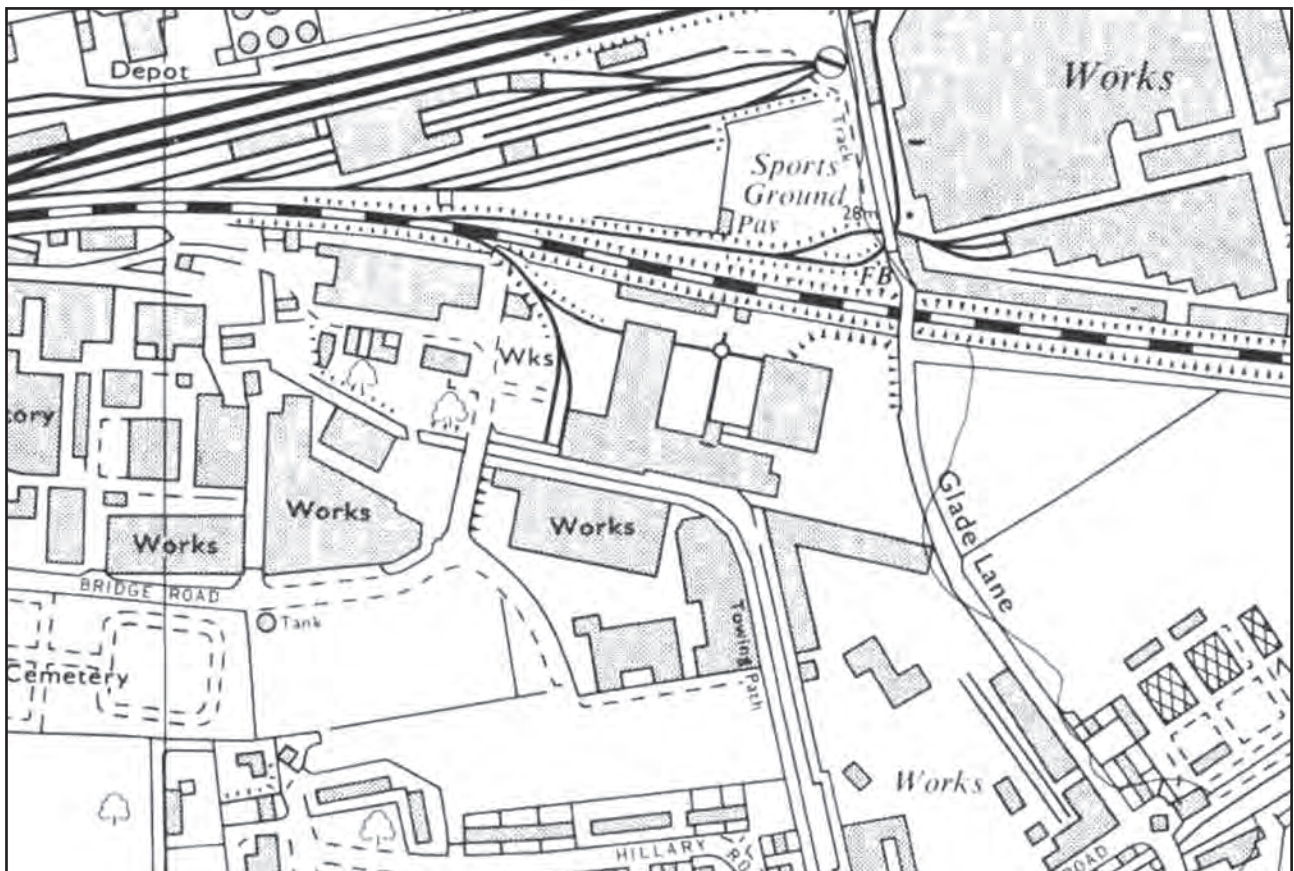 Depot
Works
Track
Sports
Ground
Pav
28
FB
Wks
L
Works
Works
Works
BRIDGE ROAD
Tank
Cemetery
Towing Path
Glade Lane
Works
HILLARY
ROAD